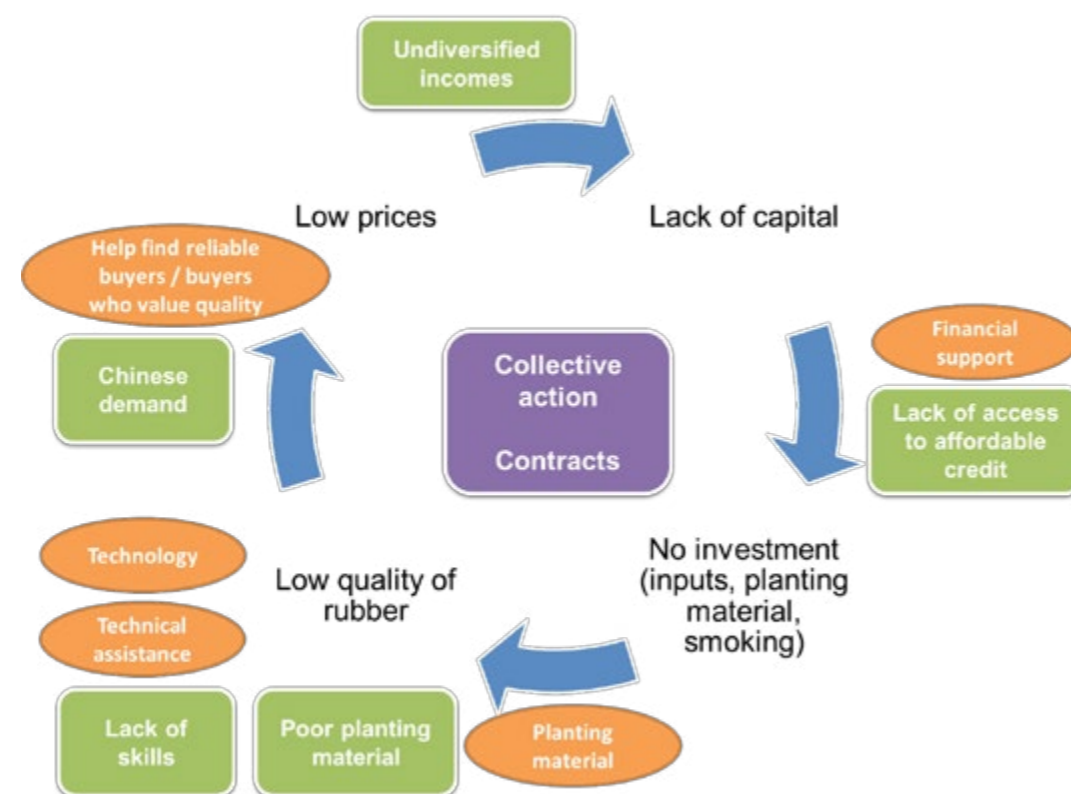 Undiversified
incomes
Low prices
Lack of capital
Help find reliable
buyers / buyers
who value quality
Chinese
demand
Collective
action
Contracts
Financial
support
Lack of access
to affordable
credit
Technology
Technical
assistance
Low quality of
rubber
No investment
(inputs, planting
material,
smoking)
Lack of
skills
Poor planting
material
Planting
material